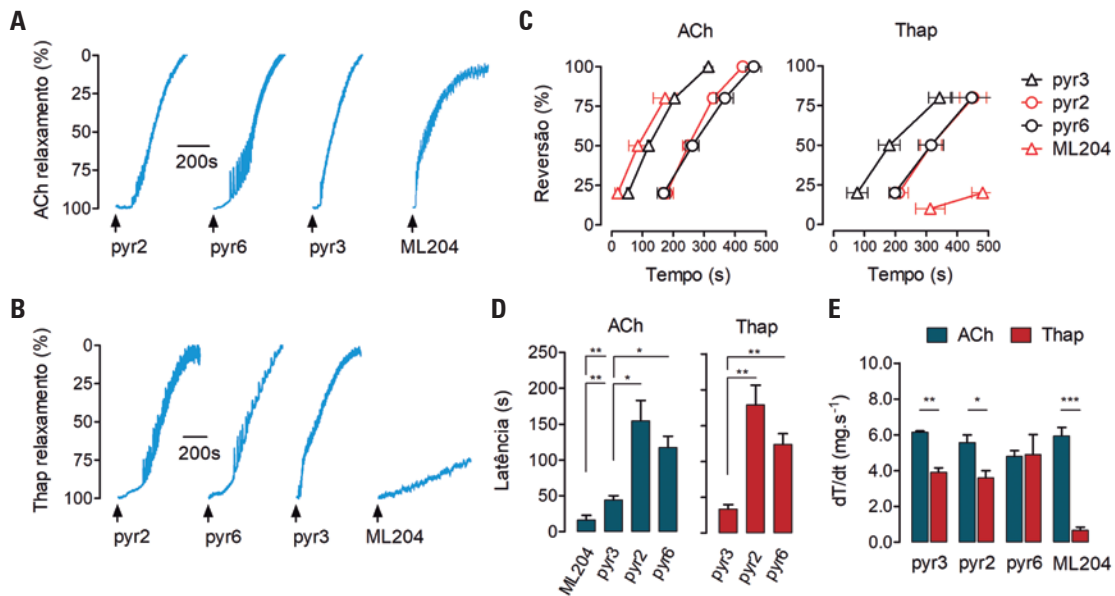 A
ACh relaxamento (%)
0
25
50
75
100
200s
pyr2
pyr6
pyr3
ML204
B
Thap relaxamento (%)
0
25
50
75
100
200s
pyr2
pyr6
pyr3
ML204
C
ACh
Thap
Reversão (%)
100
75
50
25
0
0 100 200 300 400 500
Tempo (s)
100
75
50
25
0
0 100 200 300 400 500
Tempo (s)
pyr3
pyr2
pyr6
ML204
D
ACh
Thap
Latência (s)
250
200
150
100
50
0
** *
** *
ML204
pyr3
pyr2
pyr6
**
**
pyr3
pyr2
pyr6
E
ACh Thap
dT/dt (mg.s⁻¹)
8.0
6.0
4.0
2.0
0.0
** * ***
pyr3 pyr2 pyr6 ML204